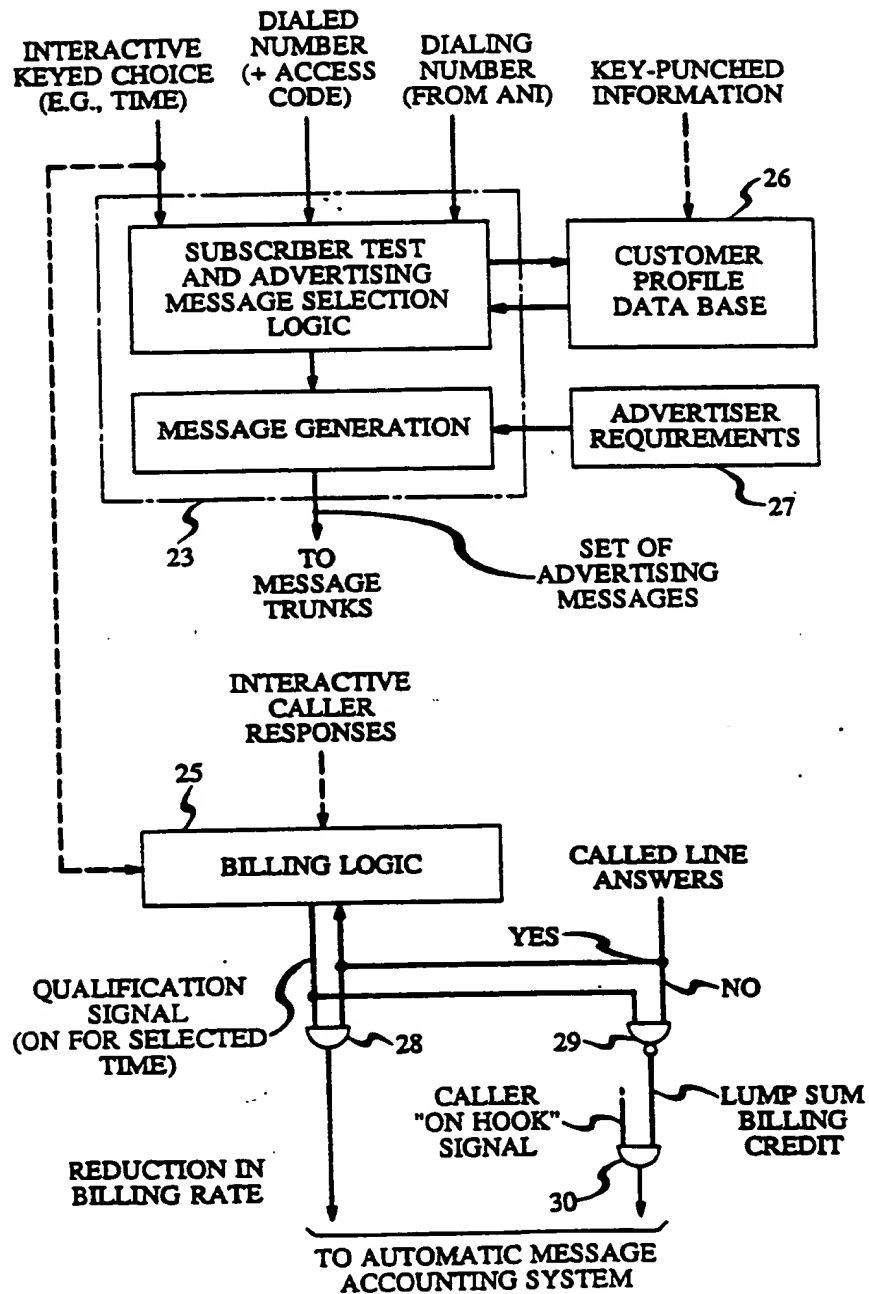 INTERACTIVE
KEYED CHOICE
(E.G., TIME)
DIALED
NUMBER
(+ ACCESS
CODE)
DIALING
NUMBER
(FROM ANI)
KEY-PUNCHED
INFORMATION
26
SUBSCRIBER TEST
AND ADVERTISING
MESSAGE SELECTION
LOGIC
CUSTOMER
PROFILE
DATA BASE
MESSAGE GENERATION
ADVERTISER
REQUIREMENTS
23
27
TO
MESSAGE
TRUNKS
SET OF
ADVERTISING
MESSAGES
INTERACTIVE
CALLER
RESPONSES
25
BILLING LOGIC
CALLED LINE
ANSWERS
YES
NO
QUALIFICATION
SIGNAL
(ON FOR SELECTED
TIME)
28
29
CALLER
"ON HOOK"
SIGNAL
LUMP SUM
BILLING
CREDIT
REDUCTION IN
BILLING RATE
30
TO AUTOMATIC MESSAGE
ACCOUNTING SYSTEM